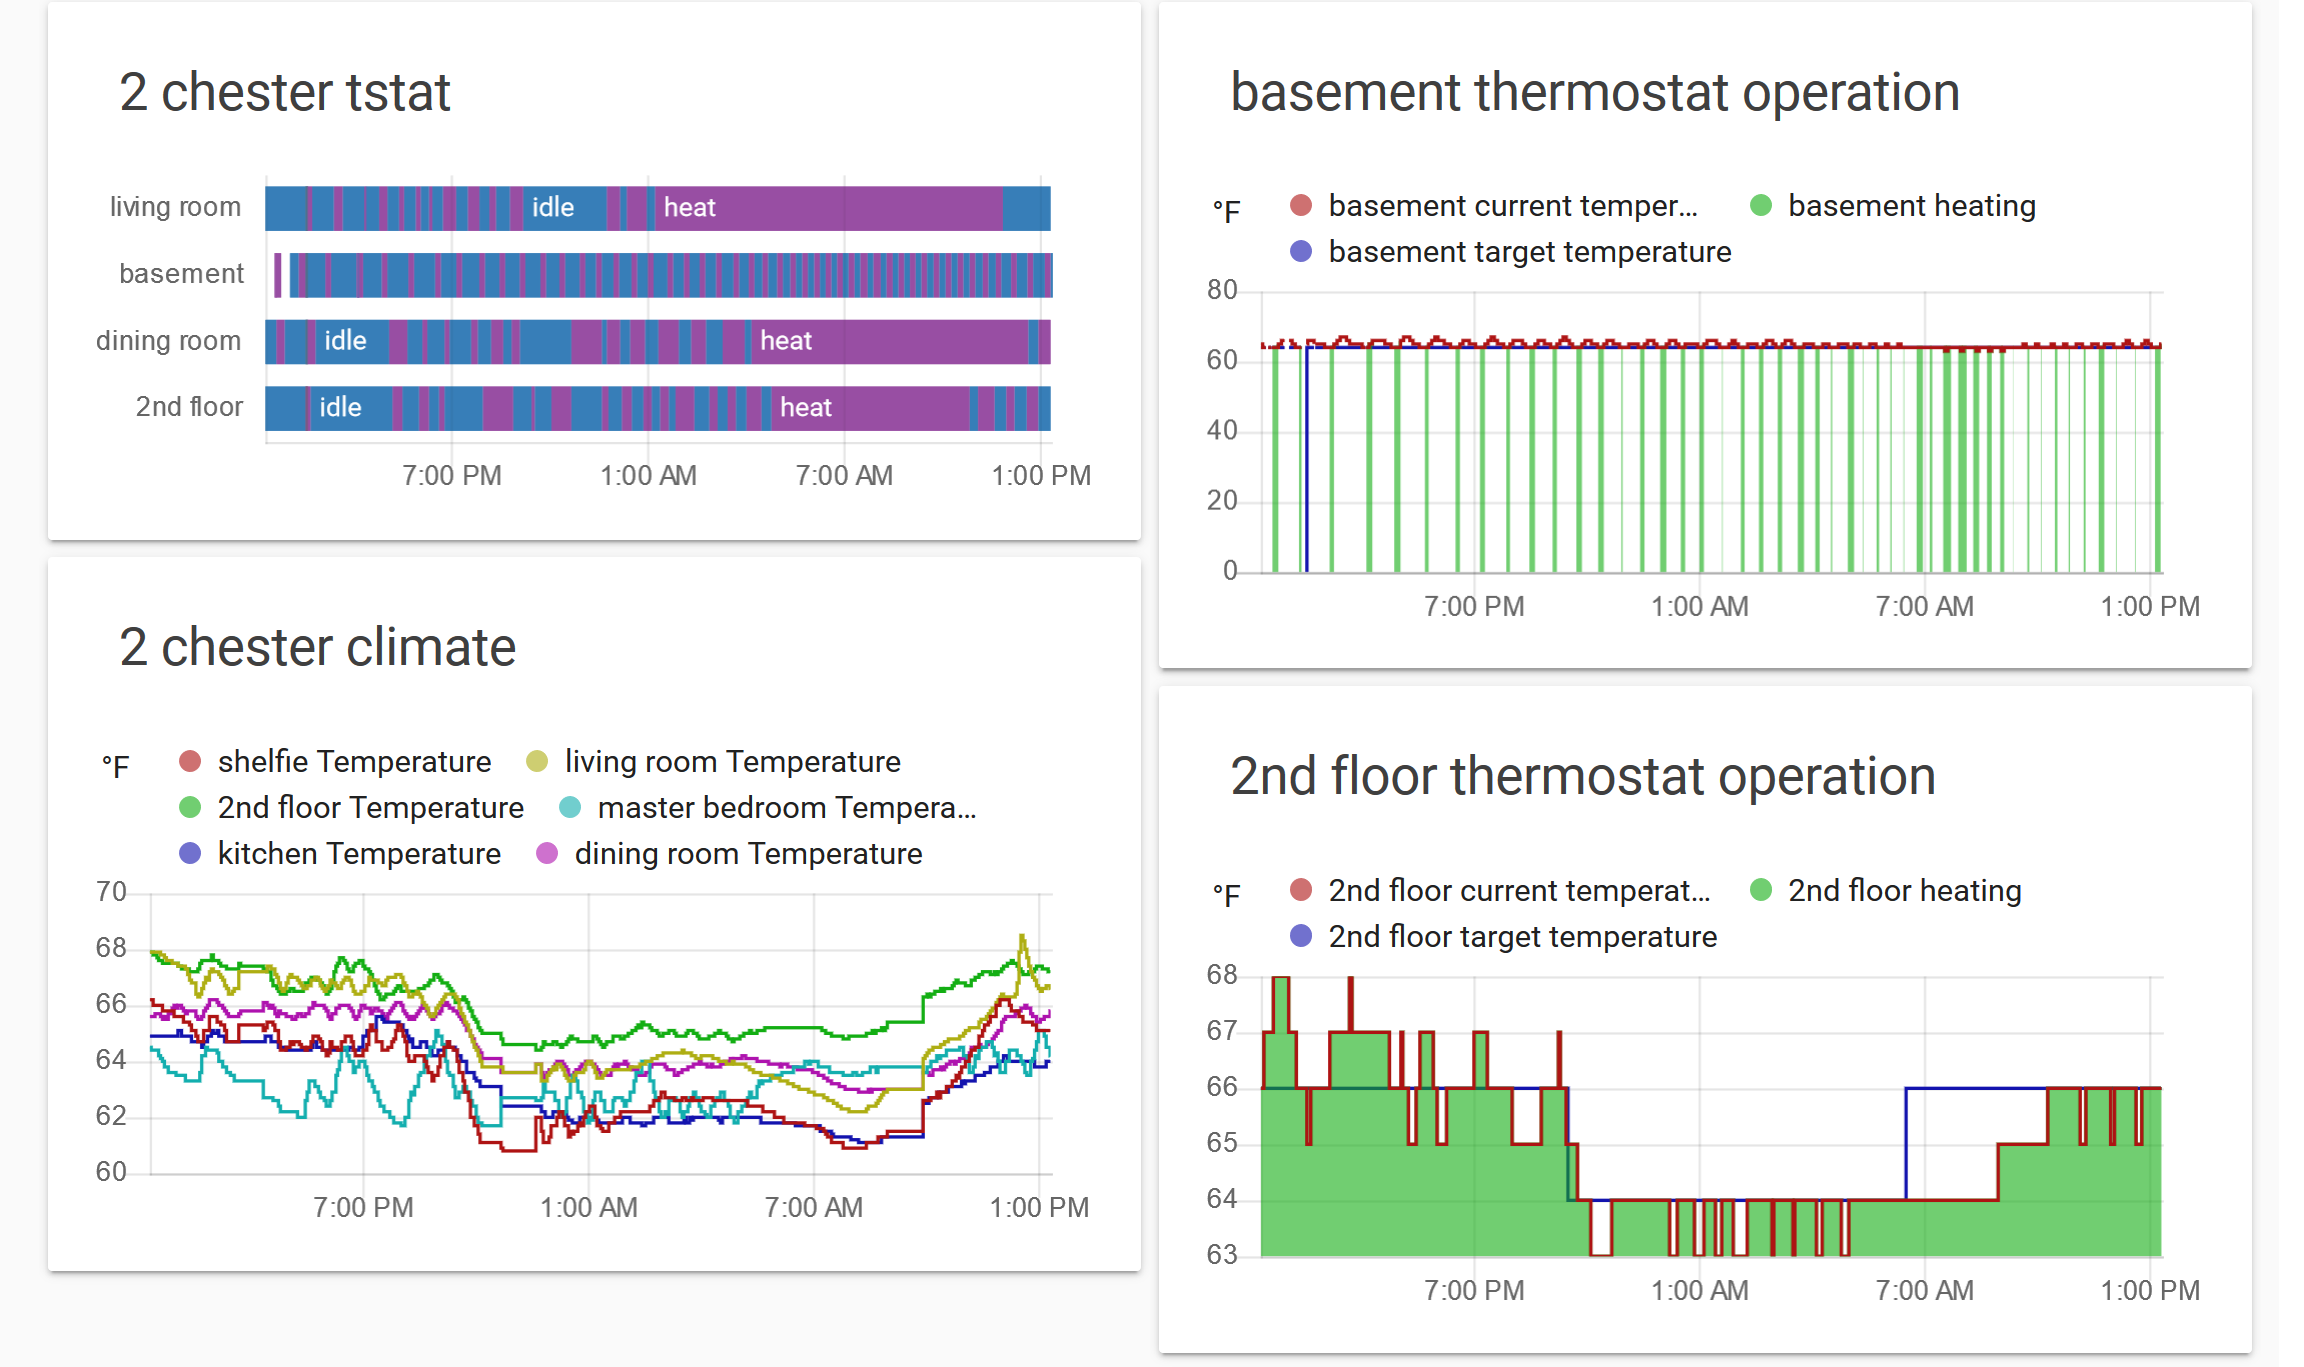 2 chester tstat
living room
idle
heat
basement
dining room
idle
heat
2nd floor
idle
heat
7:00 PM 1:00 AM 7:00 AM 1:00 PM
basement thermostat operation
°F
basement current temper... basement heating
basement target temperature
80
60
40
20
0
7:00 PM 1:00 AM 7:00 AM 1:00 PM
2 chester climate
°F
shelfie Temperature living room Temperature
2nd floor Temperature master bedroom Tempera...
kitchen Temperature dining room Temperature
70
68
66
64
62
60
7:00 PM 1:00 AM 7:00 AM 1:00 PM
2nd floor thermostat operation
°F
2nd floor current temperat... 2nd floor heating
2nd floor target temperature
68
67
66
65
64
63
7:00 PM 1:00 AM 7:00 AM 1:00 PM